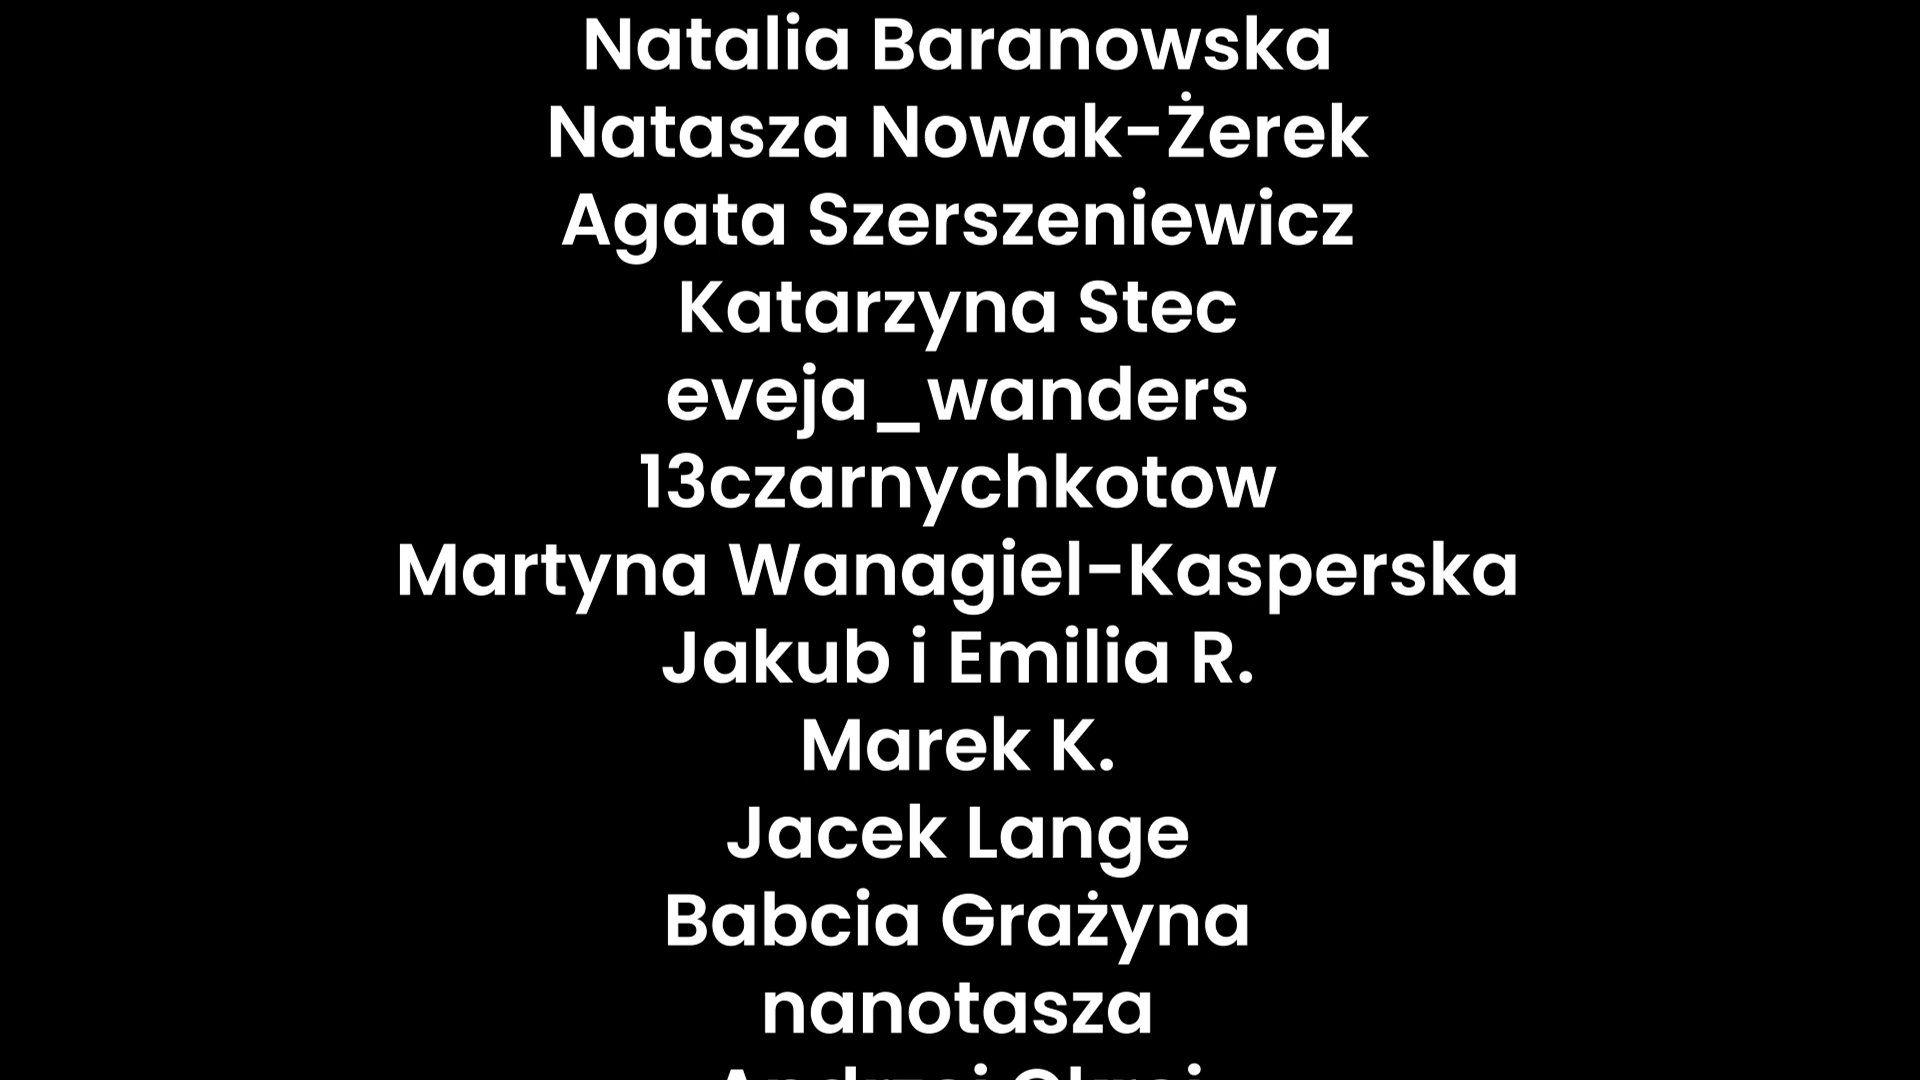 Natalia Baranowska
Natasza Nowak-Żerek
Agata Szerszeniewicz
Katarzyna Stec
eveja_wanders
13czarnychkotow
Martyna Wanagiel-Kasperska
Jakub i Emilia R.
Marek K.
Jacek Lange
Babcia Grażyna
nanotasza
Andrzej